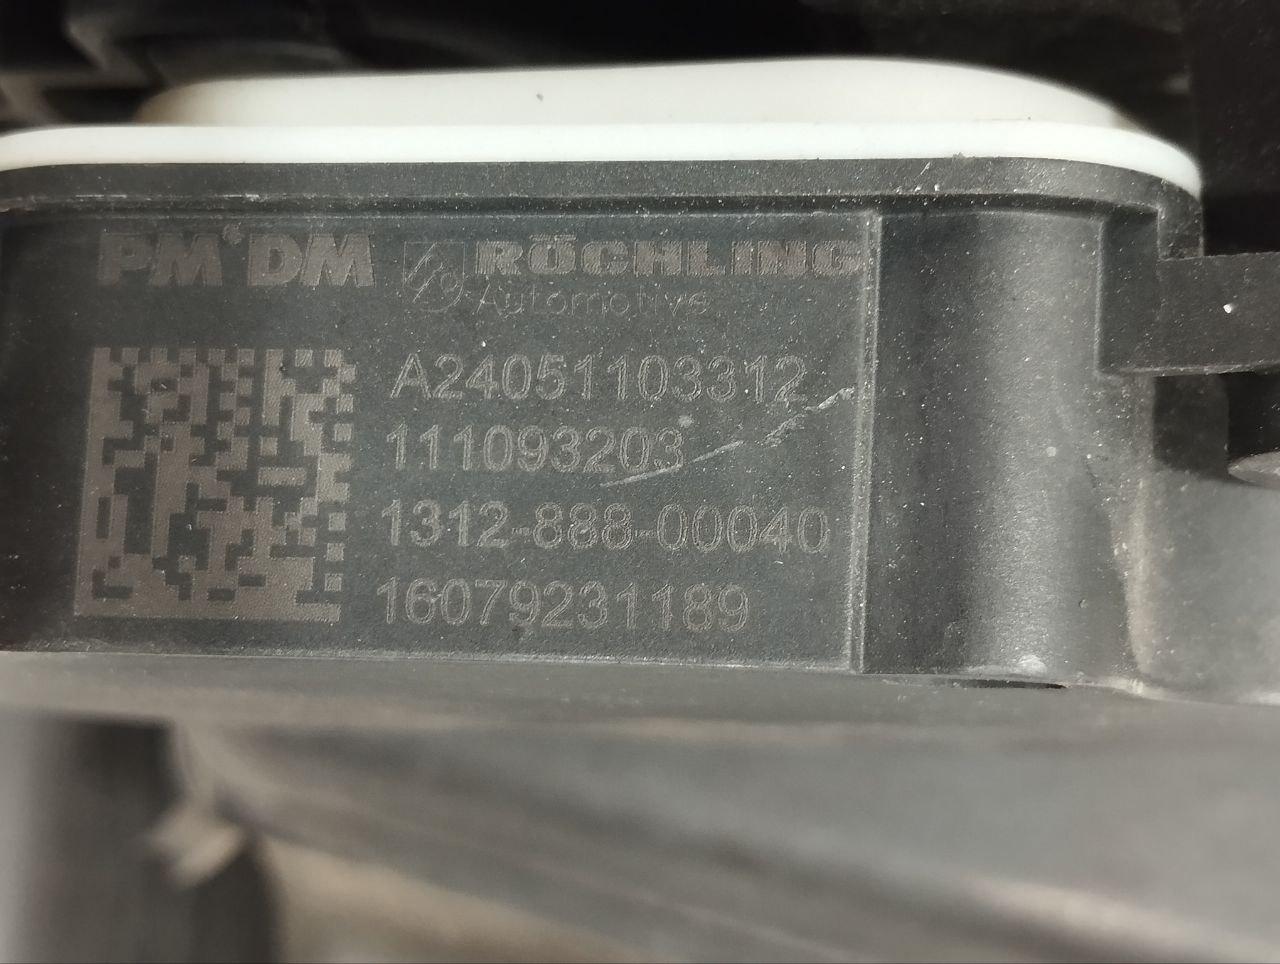 PM'DM RÖCHLING
Automotive
A24051103312
111093203
1312-888-00040
16079231189